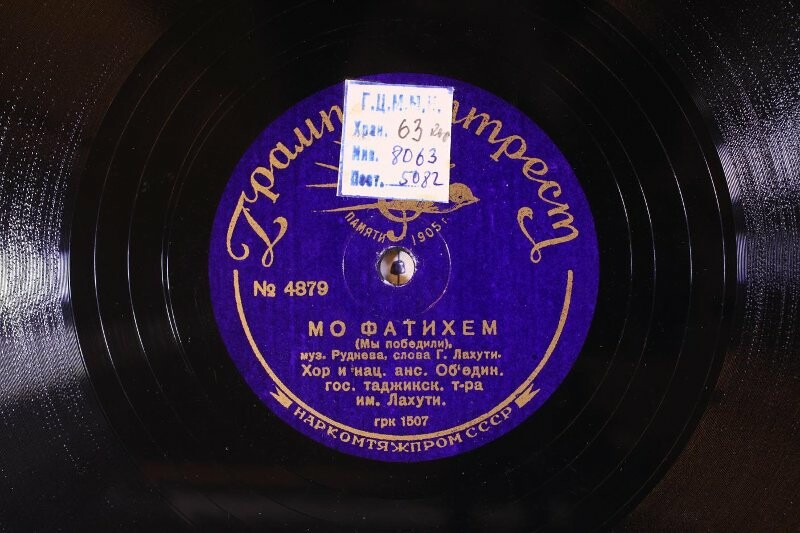 Г.Ц.М.М.К.
Хран. 63
Инв. 8063
Пост. 5082
ПАМЯТИ 1905 г.
№ 4879
МО ФАТИХЕМ
(Мы победили),
муз. Руднева, слова Г. Лахути.
Хор и нац. анс. Об'един.
гос. таджикск. т-ра
им. Лахути.
грк 1507
НАРКОМТЯЖПРОМ СССР